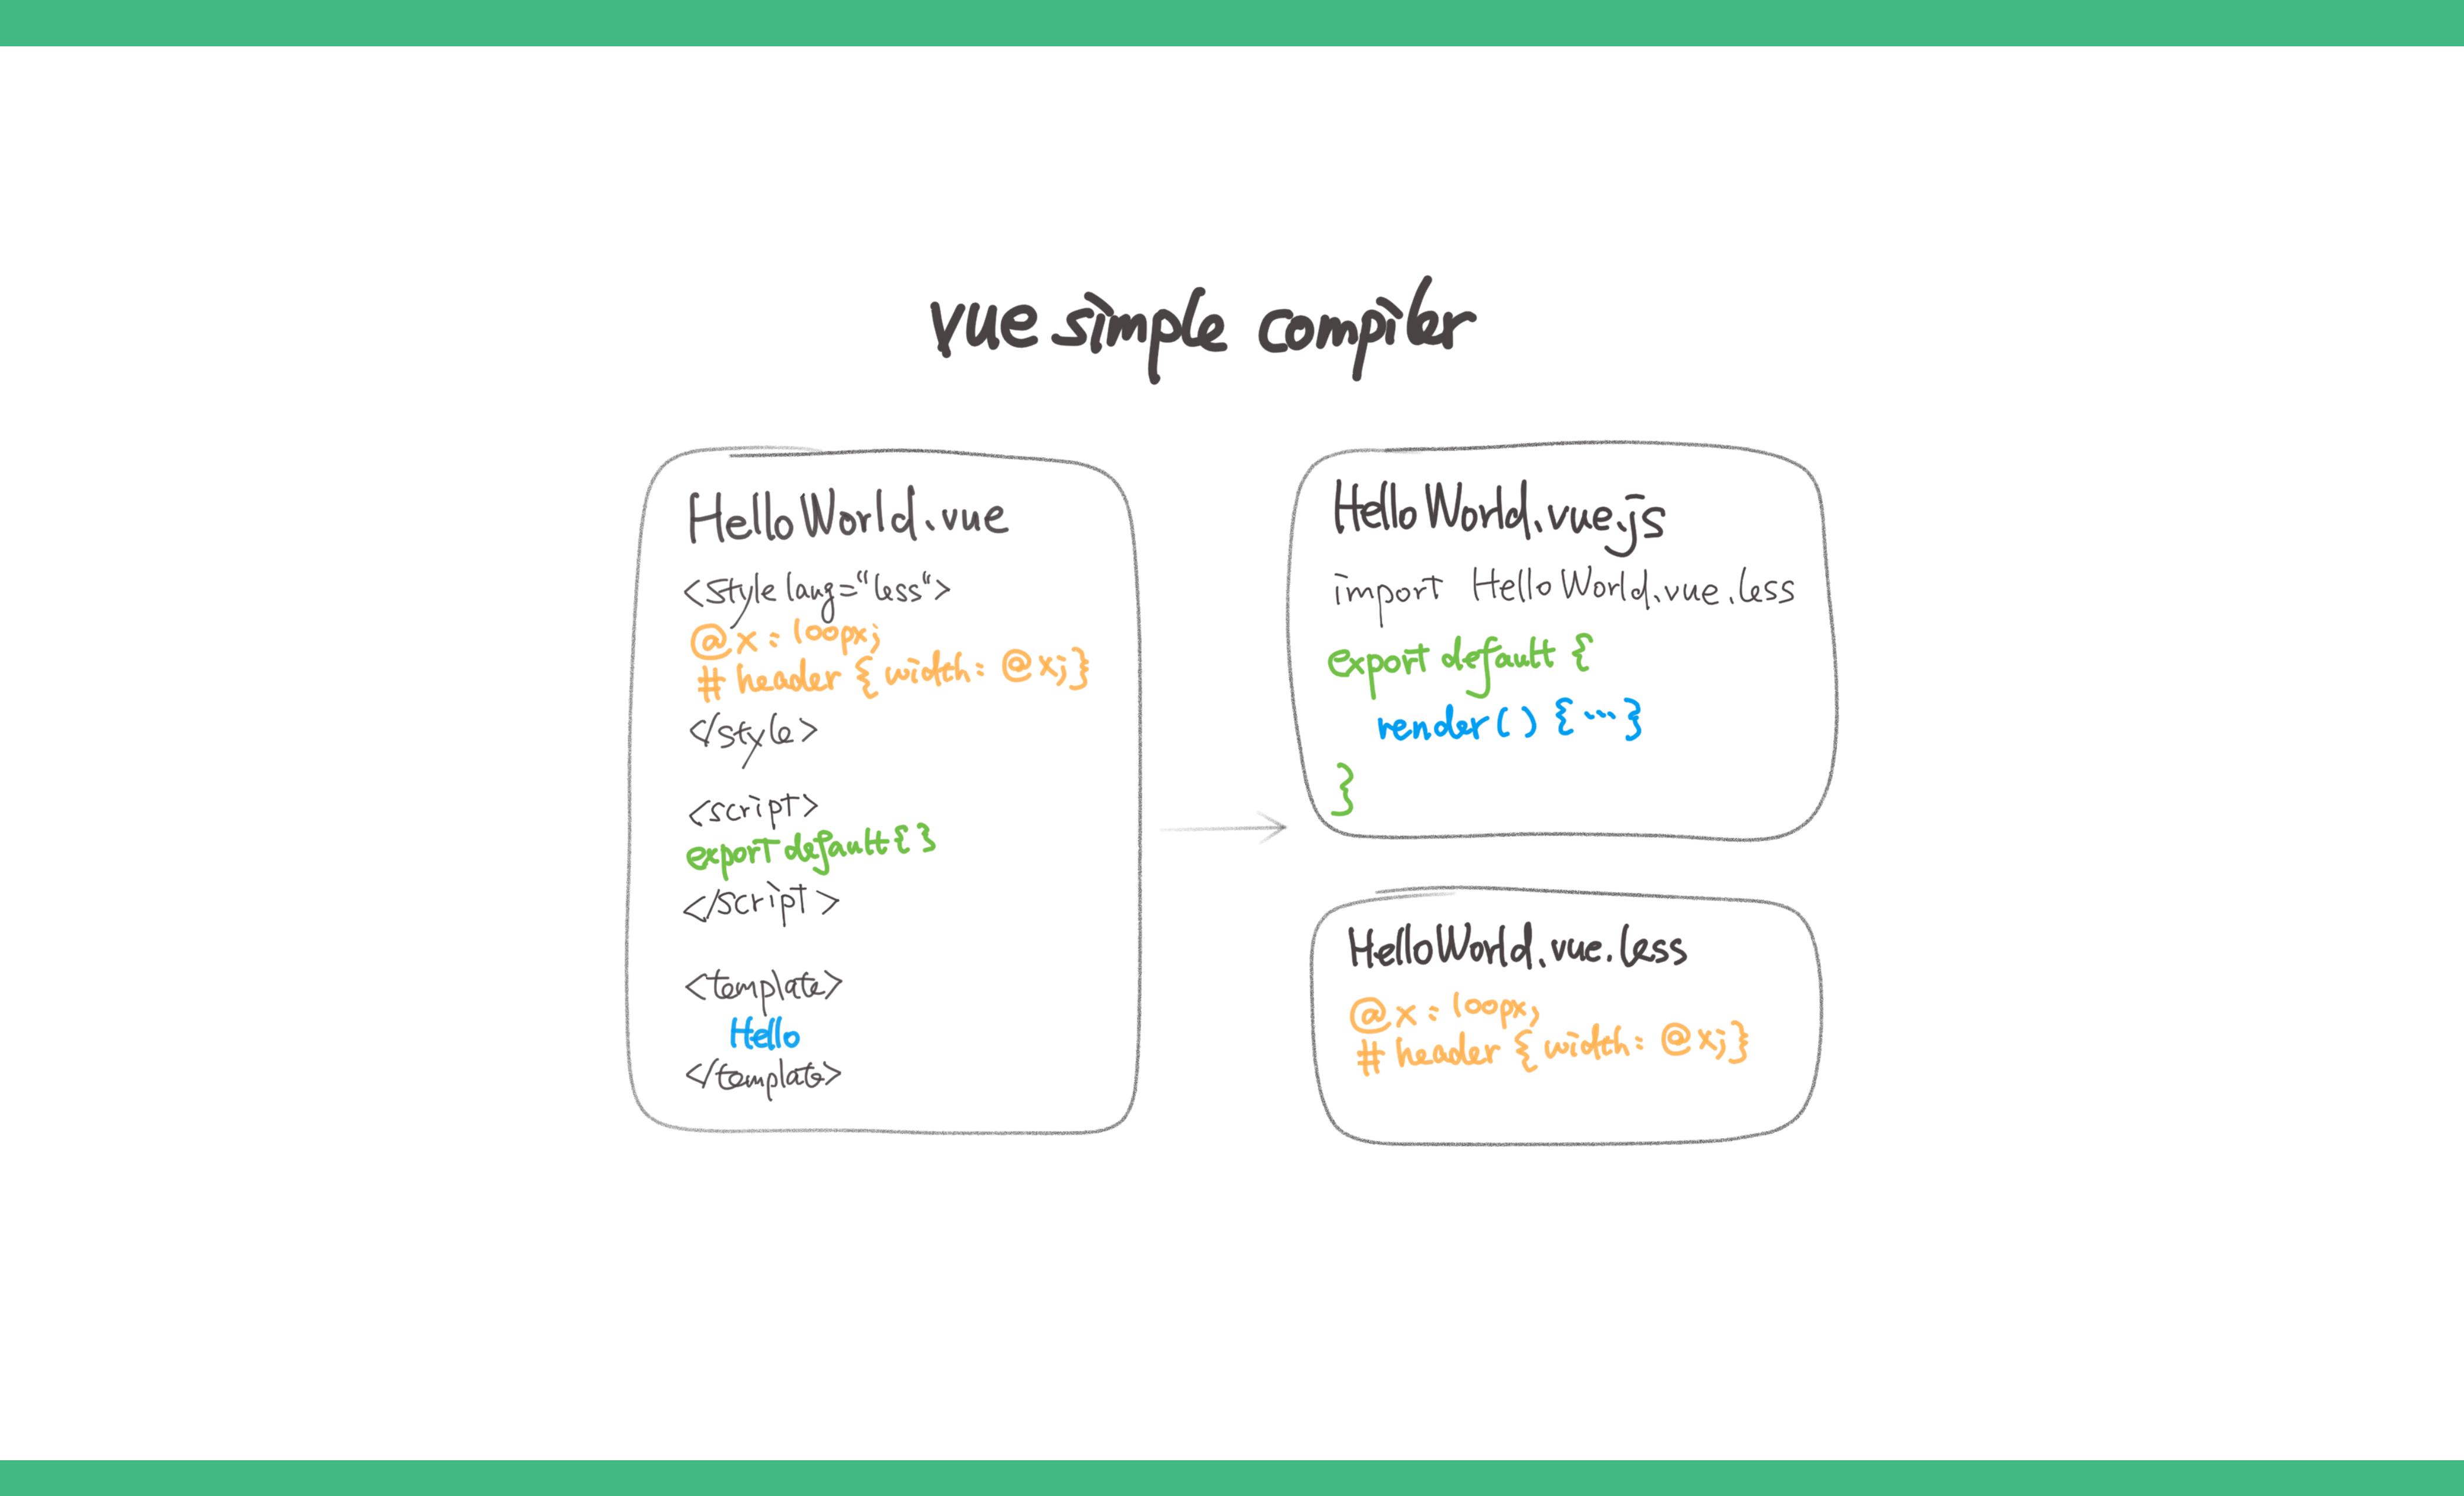 vue simple compiler
HelloWorld.vue
<style lang="less">
@x: 100px;
#header { width: @x; }
</style>
<script>
export default { }
</script>
<template>
Hello
</template>
HelloWorld.vue.js
import HelloWorld.vue.less
export default {
render() { ... }
}
HelloWorld.vue.less
@x: 100px;
#header { width: @x; }